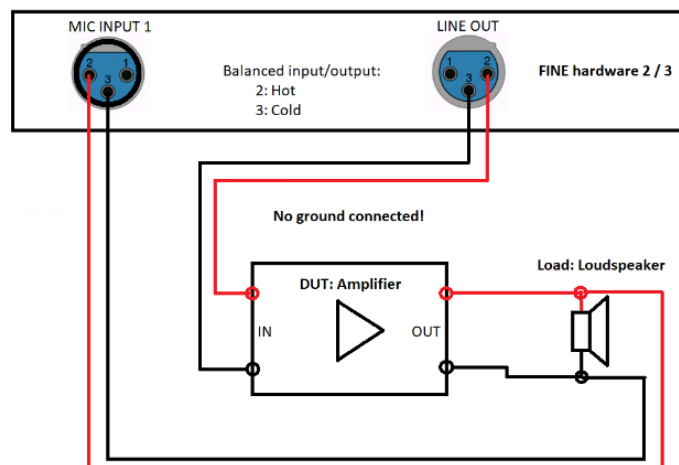 MIC INPUT 1
LINE OUT
2
1
3
1
2
3
Balanced input/output:
2: Hot
3: Cold
FINE hardware 2 / 3
No ground connected!
DUT: Amplifier
Load: Loudspeaker
IN
OUT